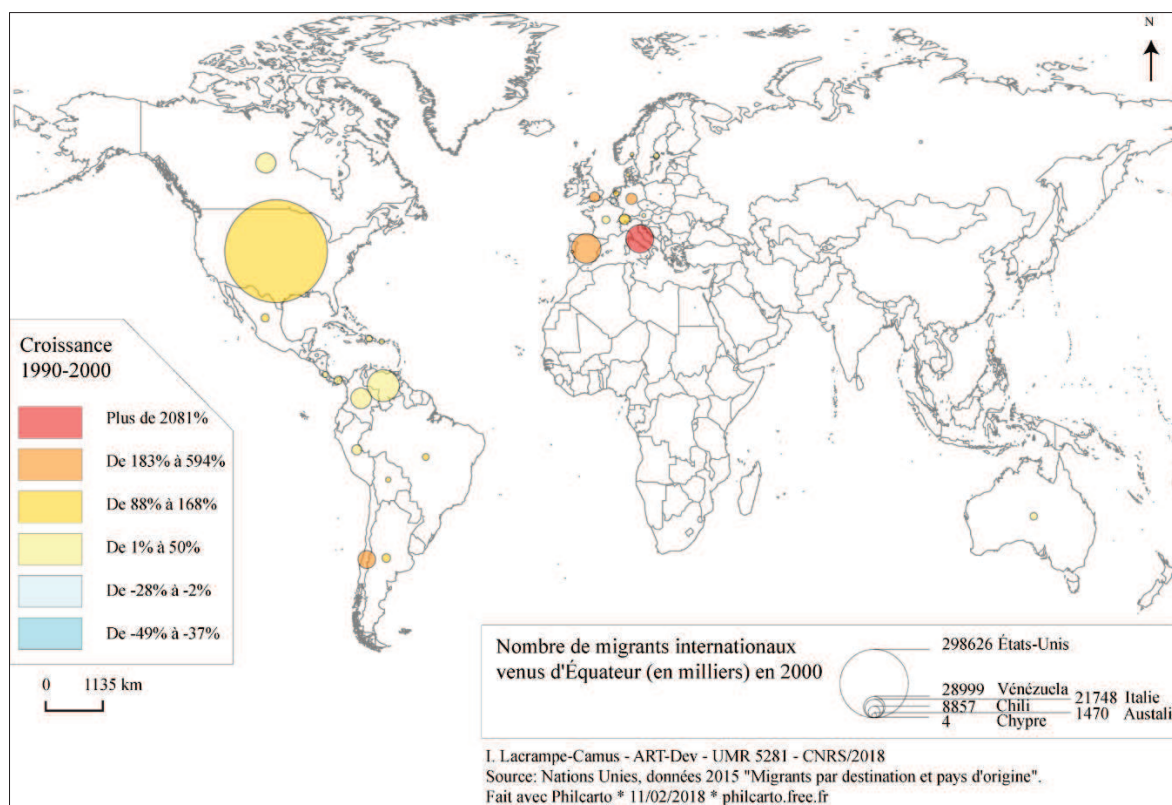 N
Croissance
1990-2000
Plus de 2081%
De 183% à 594%
De 88% à 168%
De 1% à 50%
De -28% à -2%
De -49% à -37%
0 1135 km
Nombre de migrants internationaux
venus d'Équateur (en milliers) en 2000
298626 États-Unis
28999 Vénézuela
21748 Italie
8857 Chili
1470 Austali
4 Chypre
I. Lacrampe-Camus - ART-Dev - UMR 5281 - CNRS/2018
Source: Nations Unies, données 2015 "Migrants par destination et pays d'origine".
Fait avec Philcarto * 11/02/2018 * philcarto.free.fr